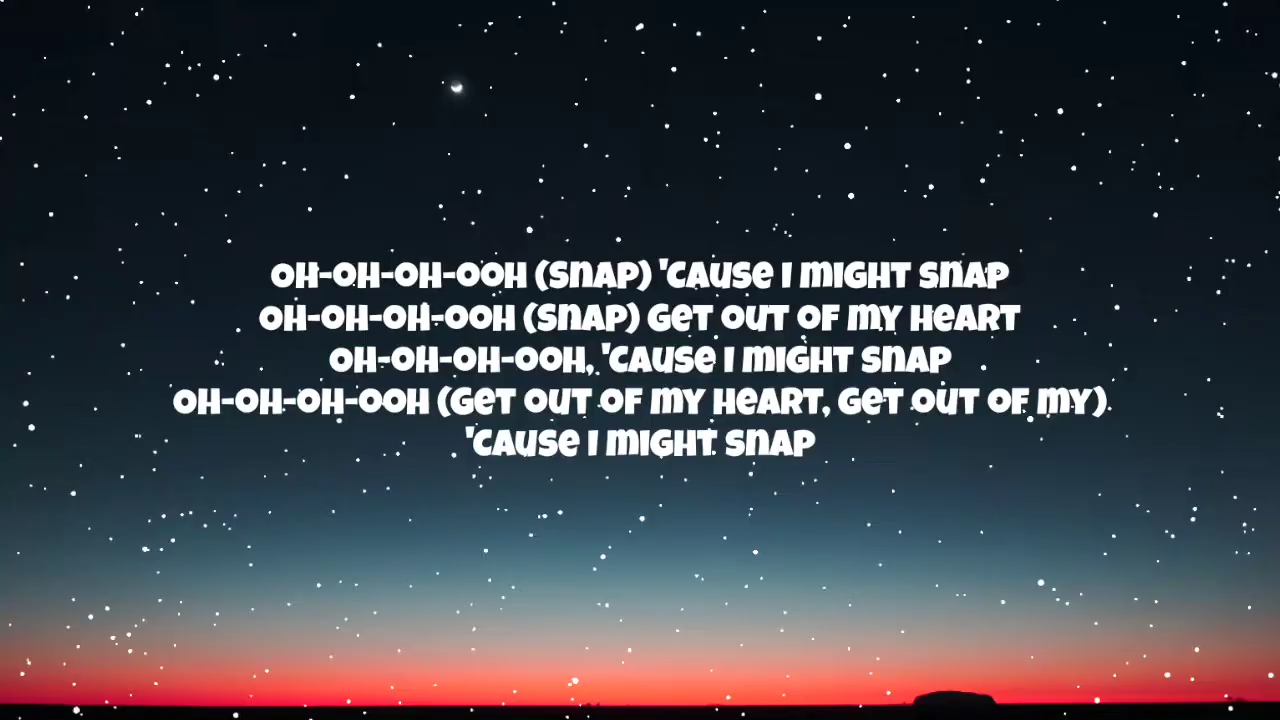 OH-OH-OH-OOH (SNAP) 'CAUSE I MIGHT SNAP
OH-OH-OH-OOH (SNAP) GET OUT OF MY HEART
OH-OH-OH-OOH, 'CAUSE I MIGHT SNAP
OH-OH-OH-OOH (GET OUT OF MY HEART, GET OUT OF MY)
'CAUSE I MIGHT SNAP